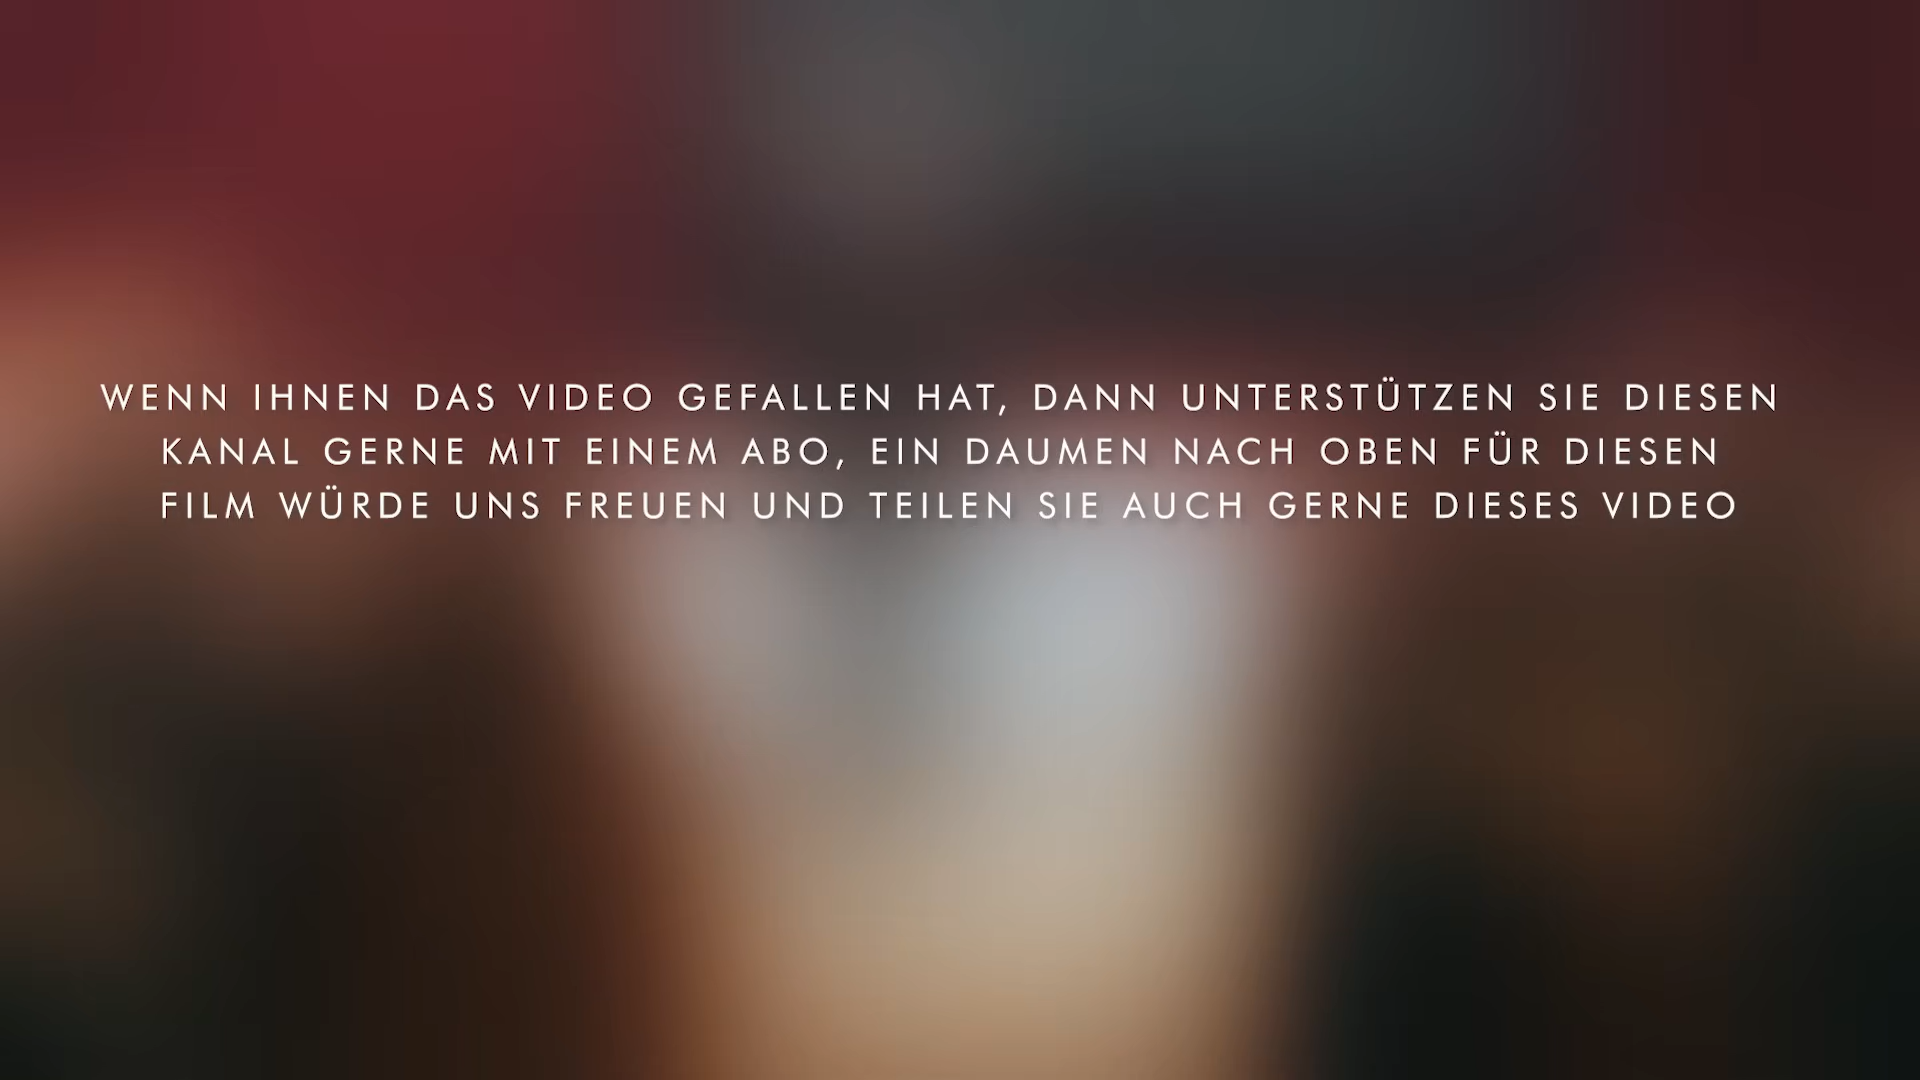 WENN IHNEN DAS VIDEO GEFALLEN HAT, DANN UNTERSTÜTZEN SIE DIESEN
KANAL GERNE MIT EINEM ABO, EIN DAUMEN NACH OBEN FÜR DIESEN
FILM WÜRDE UNS FREUEN UND TEILEN SIE AUCH GERNE DIESES VIDEO